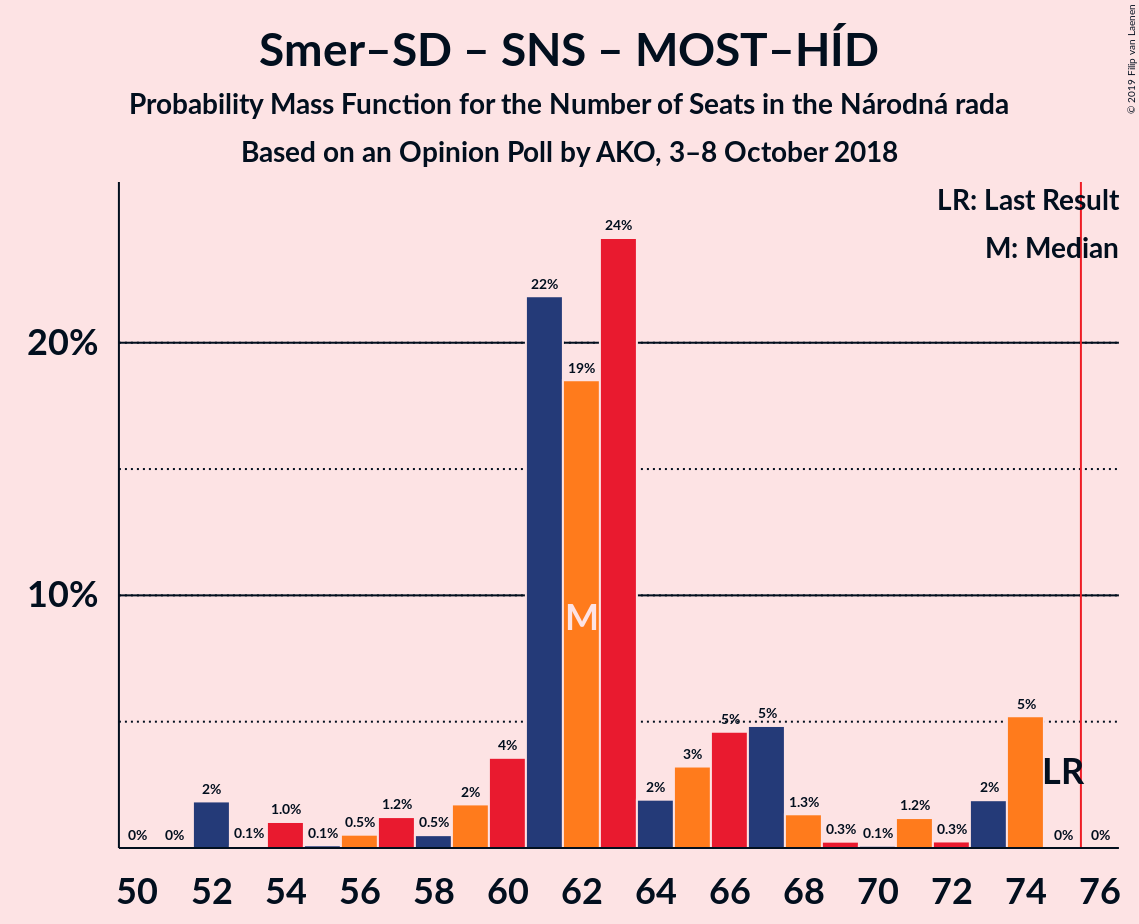 Smer–SD – SNS – MOST–HÍD
Probability Mass Function for the Number of Seats in the Národná rada
Based on an Opinion Poll by AKO, 3–8 October 2018
© 2019 Filip van Laenen
LR: Last Result
M: Median
20%
10%
0% 0% 2% 0.1% 1.0% 0.1% 0.5% 1.2% 0.5% 2% 4% 22% 19% 24% 2% 3% 5% 5% 1.3% 0.3% 0.1% 1.2% 0.3% 2% 5% 0% 0%
M
LR
50 52 54 56 58 60 62 64 66 68 70 72 74 76